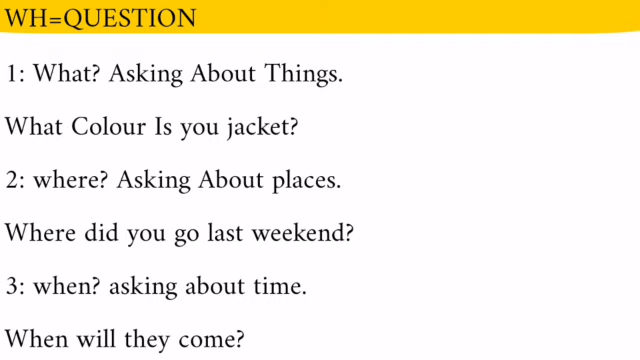 WH=QUESTION
1: What? Asking About Things.
What Colour Is you jacket?
2: where? Asking About places.
Where did you go last weekend?
3: when? asking about time.
When will they come?